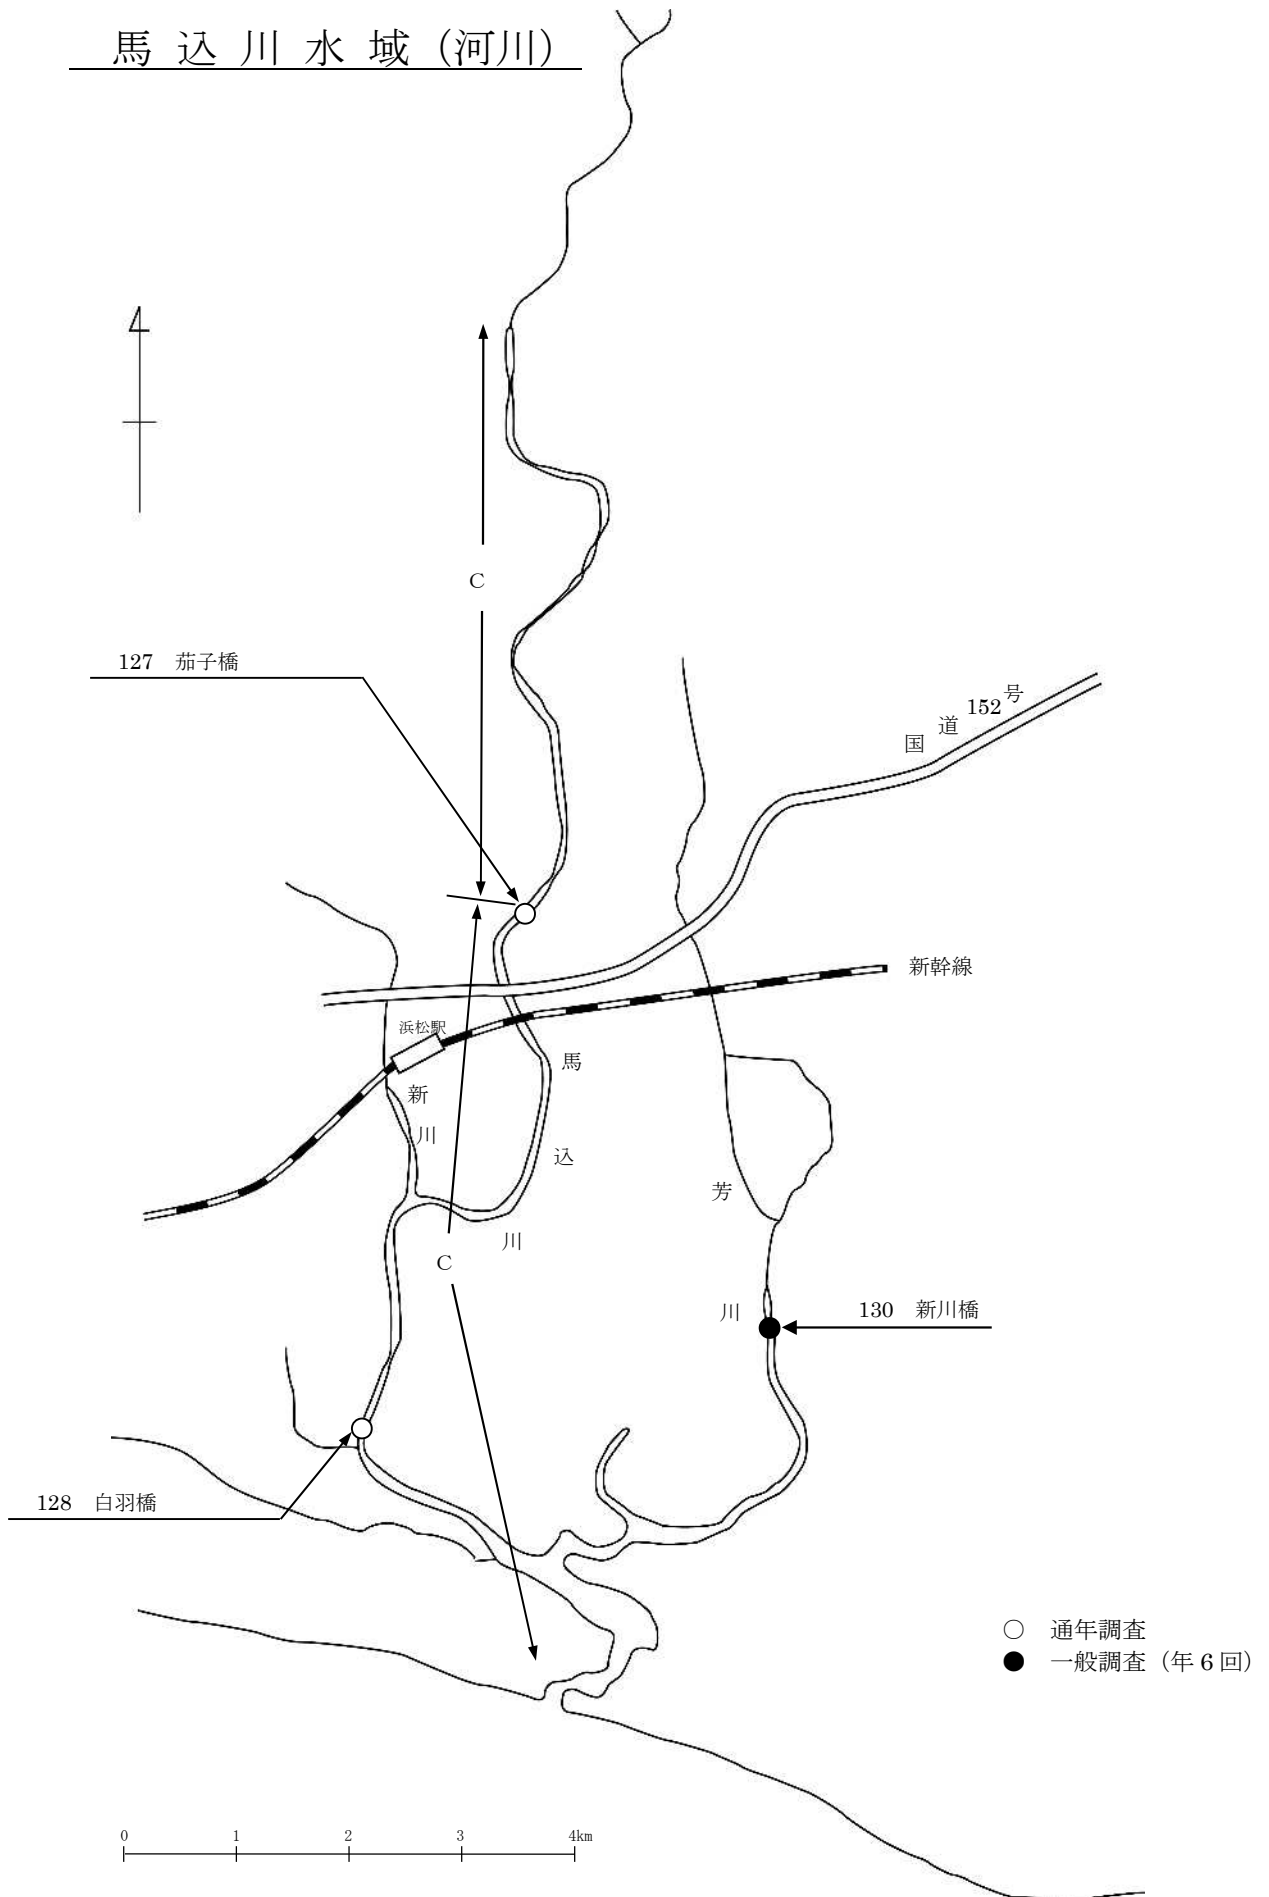 馬込川水域（河川）
C
127 茄子橋
国道152号
新幹線
浜松駅
新川
馬込川
芳川
C
130 新川橋
128 白羽橋
○ 通年調査
● 一般調査（年6回）
0 1 2 3 4km